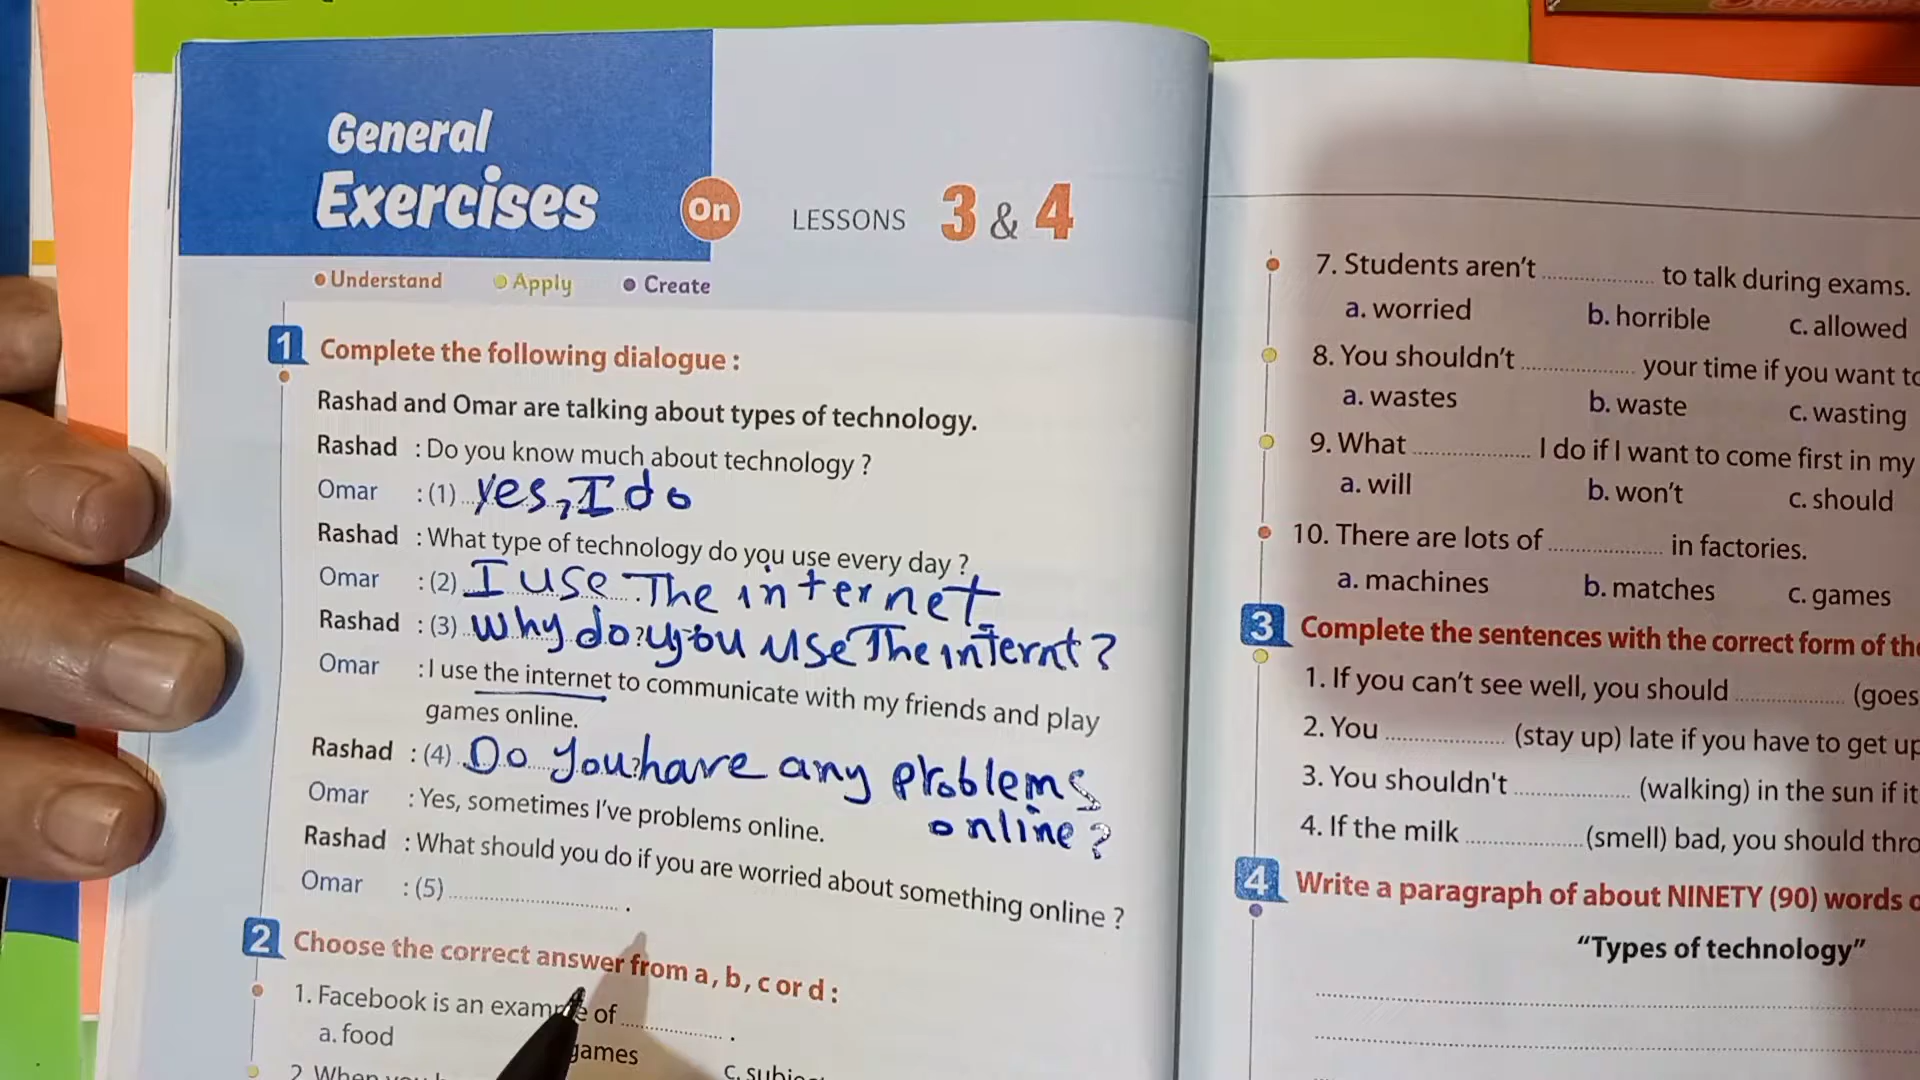 General
Exercises On LESSONS 3 & 4
Understand Apply Create
1 Complete the following dialogue :
Rashad and Omar are talking about types of technology.
Rashad : Do you know much about technology ?
Omar : (1) yes, I do
Rashad : What type of technology do you use every day ?
Omar : (2) I use The internet.
Rashad : (3) why do you use The internt ?
Omar : I use the internet to communicate with my friends and play
games online.
Rashad : (4) Do you have any problems
online ?
Omar : Yes, sometimes I've problems online.
Rashad : What should you do if you are worried about something online ?
Omar : (5) .................... .
2 Choose the correct answer from a, b, c or d :
1. Facebook is an example of .................... .
a. food games
2. When you
7. Students aren't .................... to talk during exams.
a. worried b. horrible c. allowed
8. You shouldn't .................... your time if you want to
a. wastes b. waste c. wasting
9. What .................... I do if I want to come first in my
a. will b. won't c. should
10. There are lots of .................... in factories.
a. machines b. matches c. games
3 Complete the sentences with the correct form of the
1. If you can't see well, you should .................... (goes
2. You .................... (stay up) late if you have to get up
3. You shouldn't .................... (walking) in the sun if it
4. If the milk .................... (smell) bad, you should thro
4 Write a paragraph of about NINETY (90) words o
"Types of technology"